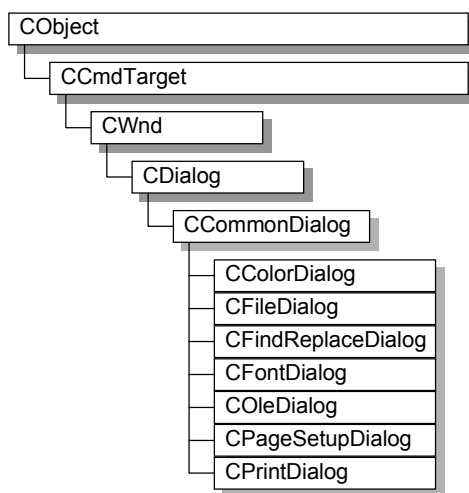 CObject
CCmdTarget
CWnd
CDialog
CCommonDialog
CColorDialog
CFileDialog
CFindReplaceDialog
CFontDialog
COleDialog
CPageSetupDialog
CPrintDialog